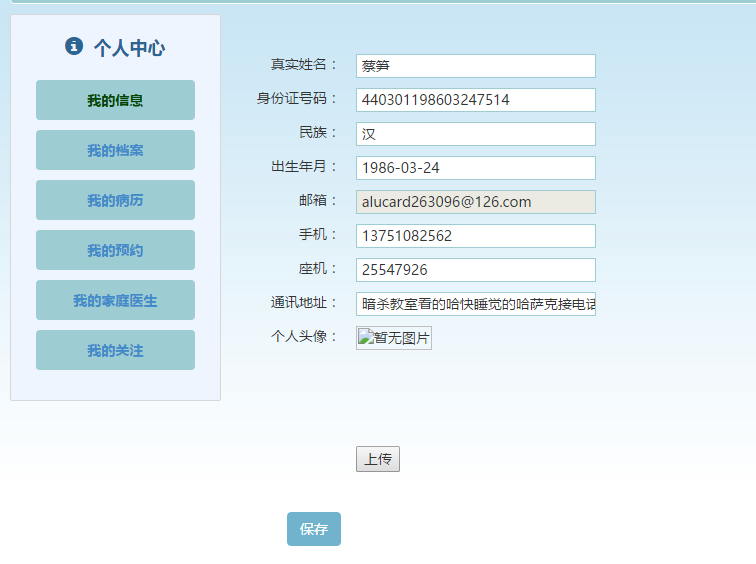 个人中心
我的信息
我的档案
我的病历
我的预约
我的家庭医生
我的关注
真实姓名： 蔡笋
身份证号码： 440301198603247514
民族： 汉
出生年月： 1986-03-24
邮箱： alucard263096@126.com
手机： 13751082562
座机： 25547926
通讯地址： 暗杀教室看的哈快睡觉的哈萨克接电话
个人头像： 暂无图片
上传
保存